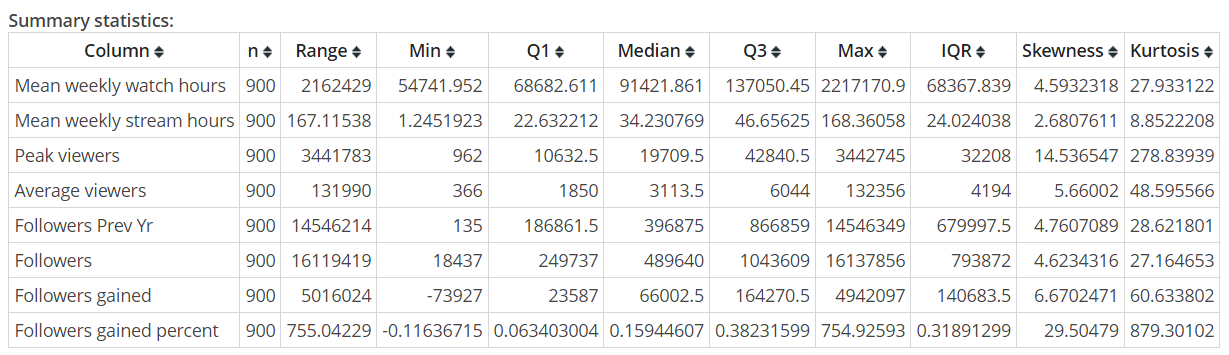 Summary statistics:
Column n Range Min Q1 Median Q3 Max IQR Skewness Kurtosis
Mean weekly watch hours 900 2162429 54741.952 68682.611 91421.861 137050.45 2217170.9 68367.839 4.5932318 27.933122
Mean weekly stream hours 900 167.11538 1.2451923 22.632212 34.230769 46.65625 168.36058 24.024038 2.6807611 8.8522208
Peak viewers 900 3441783 962 10632.5 19709.5 42840.5 3442745 32208 14.536547 278.83939
Average viewers 900 131990 366 1850 3113.5 6044 132356 4194 5.66002 48.595566
Followers Prev Yr 900 14546214 135 186861.5 396875 866859 14546349 679997.5 4.7607089 28.621801
Followers 900 16119419 18437 249737 489640 1043609 16137856 793872 4.6234316 27.164653
Followers gained 900 5016024 -73927 23587 66002.5 164270.5 4942097 140683.5 6.6702471 60.633802
Followers gained percent 900 755.04229 -0.11636715 0.063403004 0.15944607 0.38231599 754.92593 0.31891299 29.50479 879.30102